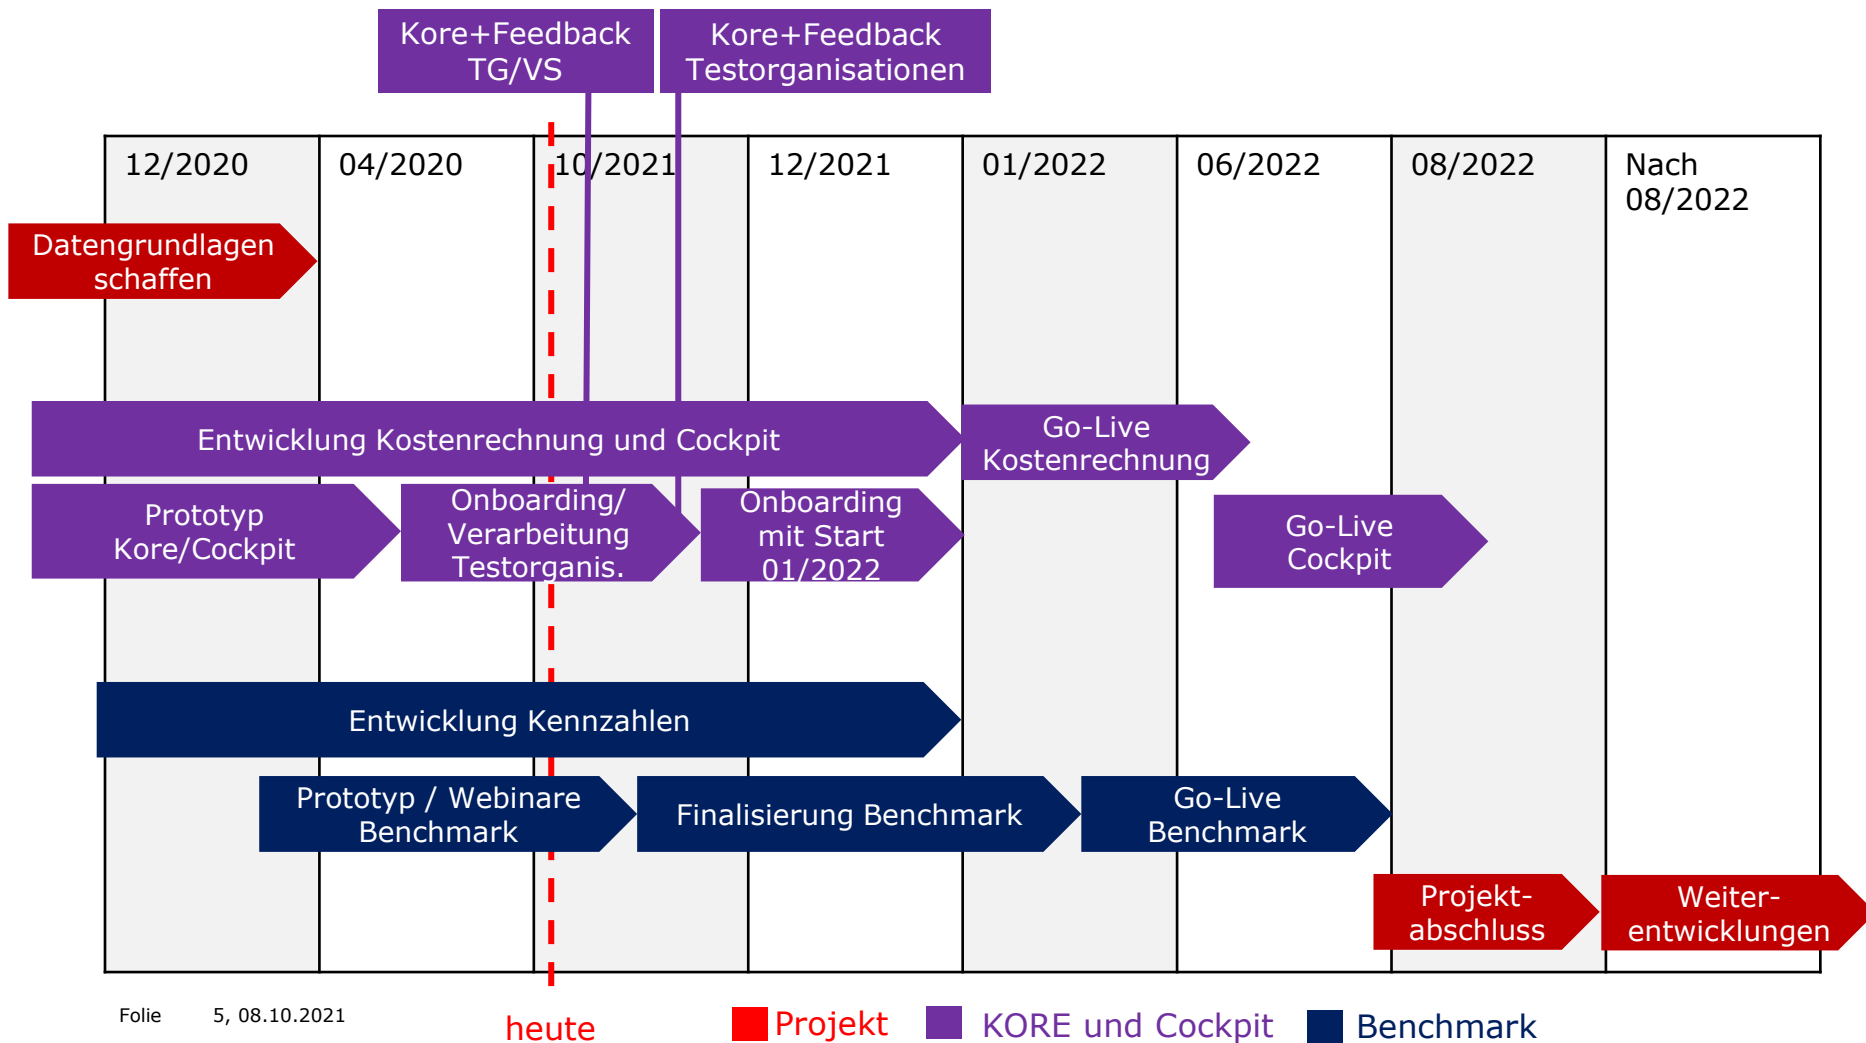 Kore+Feedback
TG/VS
Kore+Feedback
Testorganisationen
12/2020
04/2020
10/2021
12/2021
01/2022
06/2022
08/2022
Nach
08/2022
Datengrundlagen
schaffen
Entwicklung Kostenrechnung und Cockpit
Go-Live
Kostenrechnung
Prototyp
Kore/Cockpit
Onboarding/
Verarbeitung
Testorganis.
Onboarding
mit Start
01/2022
Go-Live
Cockpit
Entwicklung Kennzahlen
Prototyp / Webinare
Benchmark
Finalisierung Benchmark
Go-Live
Benchmark
Projekt-
abschluss
Weiter-
entwicklungen
Folie 5, 08.10.2021
heute
Projekt
KORE und Cockpit
Benchmark